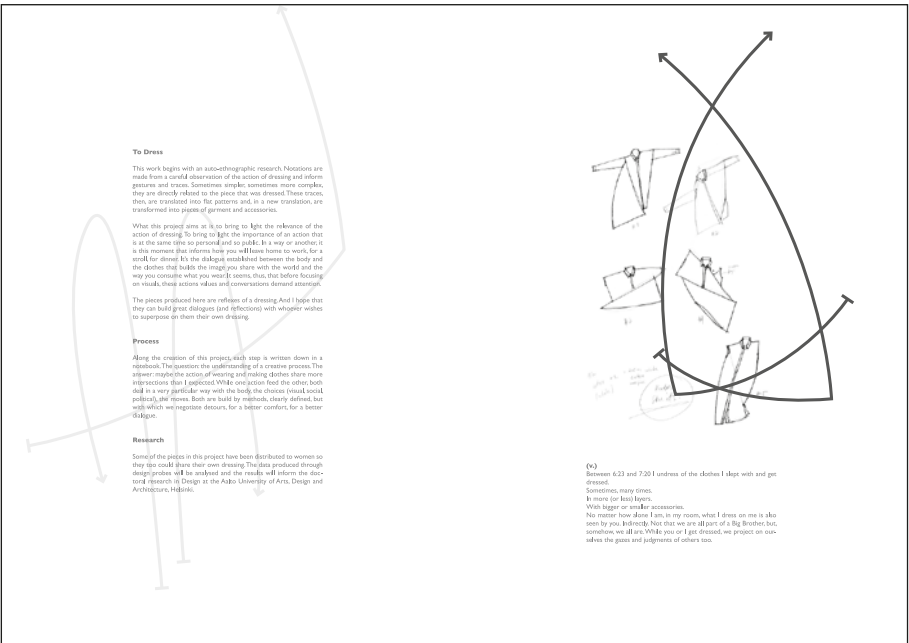 To Dress
This work begins with an auto-ethnographic research. Notations are
made from a careful observation of the action of dressing and inform
gestures and traces. Sometimes simpler, sometimes more complex,
they are directly related to the piece that was dressed. These traces,
then, are translated into flat patterns and, in a new translation, are
transformed into pieces of garment and accessories.
What this project aims at is to bring to light the relevance of the
action of dressing. To bring to light the importance of an action that
is at the same time so personal and so public. In a way or another, it
is this moment that informs how you will leave home to work, for a
stroll, for dinner. It's the dialogue established between the body and
the clothes that builds the image you share with the world and the
way you consume what you wear. It seems, thus, that before focusing
on visuals, these actions values and conversations demand attention.
The pieces produced here are reflexes of a dressing. And I hope that
they can build great dialogues (and reflections) with whoever wishes
to superpose on them their own dressing.
Process
Along the creation of this project, each step is written down in a
notebook. The question: the understanding of a creative process. The
answer: maybe the action of wearing and making clothes share more
intersections than I expected. While one action feed the other, both
deal in a very particular way with the body, the choices (visual, social,
political), the moves. Both are build by methods, clearly defined, but
with which we negotiate detours, for a better comfort, for a better
dialogue.
Research
Some of the pieces in this project have been distributed to women so
they too could share their own dressing. The data produced through
design probes will be analysed and the results will inform the doc-
toral research in Design at the Aalto University of Arts, Design and
Architecture, Helsinki.
(v.)
Between 6:23 and 7:20 I undress of the clothes I slept with and get
dressed.
Sometimes, many times.
In more (or less) layers.
With bigger or smaller accessories.
No matter how alone I am, in my room, what I dress on me is also
seen by you. Indirectly. Not that we are all part of a Big Brother, but,
somehow, we all are. While you or I get dressed, we project on our-
selves the gazes and judgments of others too.